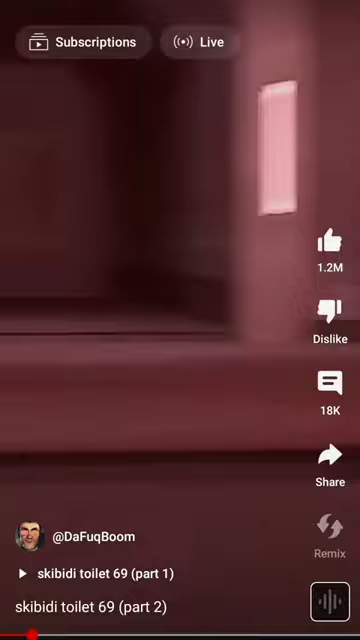 Subscriptions
Live
1.2M
Dislike
18K
Share
Remix
@DaFuqBoom
skibidi toilet 69 (part 1)
skibidi toilet 69 (part 2)